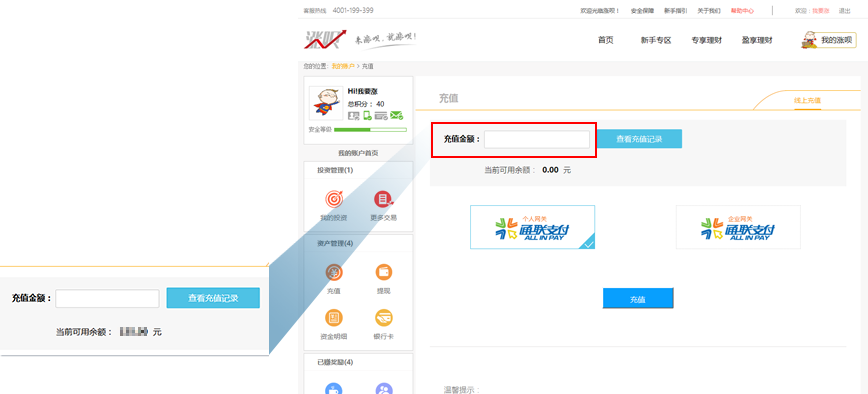 客服热线 4001-199-399
欢迎光临涨呗！ 安全保障 新手指引 关于我们 帮助中心 欢迎：我要涨 退出
涨呗 来涨呗，就涨呗！ 首页 新手专区 专享理财 盈享理财 我的涨呗
您的位置：我的账户 > 充值
Hi!我要涨
总积分： 40
安全等级
我的账户首页
投资管理(1)
我的投资 更多交易
资产管理(4)
充值 提现
资金明细 银行卡
已赚奖励(4)
充值
线上充值
充值金额： 查看充值记录
当前可用余额： 0.00 元
个人网关
通联支付
ALLINPAY
企业网关
通联支付
ALLINPAY
充值
温馨提示：
充值金额： 查看充值记录
当前可用余额： 元